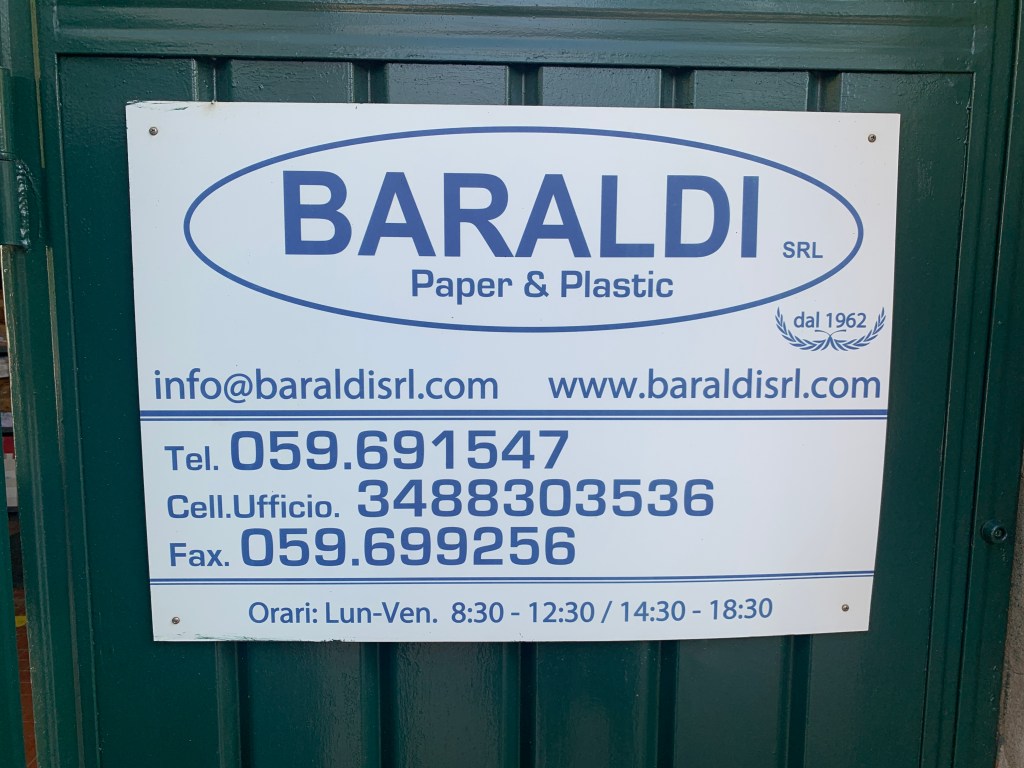 BARALDI SRL
Paper & Plastic
dal 1962
info@baraldisrl.com www.baraldisrl.com
Tel. 059.691547
Cell.Ufficio. 3488303536
Fax. 059.699256
Orari: Lun-Ven. 8:30 - 12:30 / 14:30 - 18:30